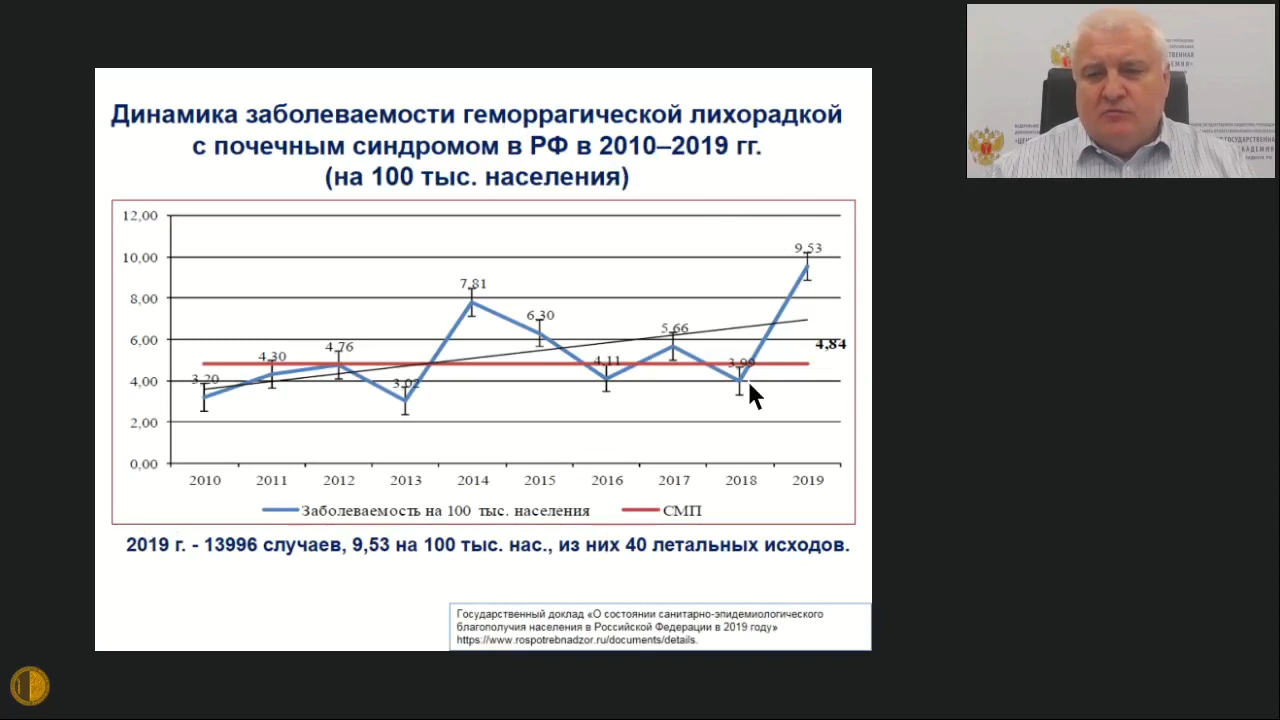 Динамика заболеваемости геморрагической лихорадкой
с почечным синдромом в РФ в 2010–2019 гг.
(на 100 тыс. населения)
12,00
10,00
8,00
6,00
4,00
2,00
0,00
3,20
4,30
4,76
3,02
7,81
6,30
4,11
5,66
3,99
9,53
4,84
2010 2011 2012 2013 2014 2015 2016 2017 2018 2019
Заболеваемость на 100 тыс. населения СМП
2019 г. - 13996 случаев, 9,53 на 100 тыс. нас., из них 40 летальных исходов.
Государственный доклад «О состоянии санитарно-эпидемиологического
благополучия населения в Российской Федерации в 2019 году»
https://www.rospotrebnadzor.ru/documents/details.